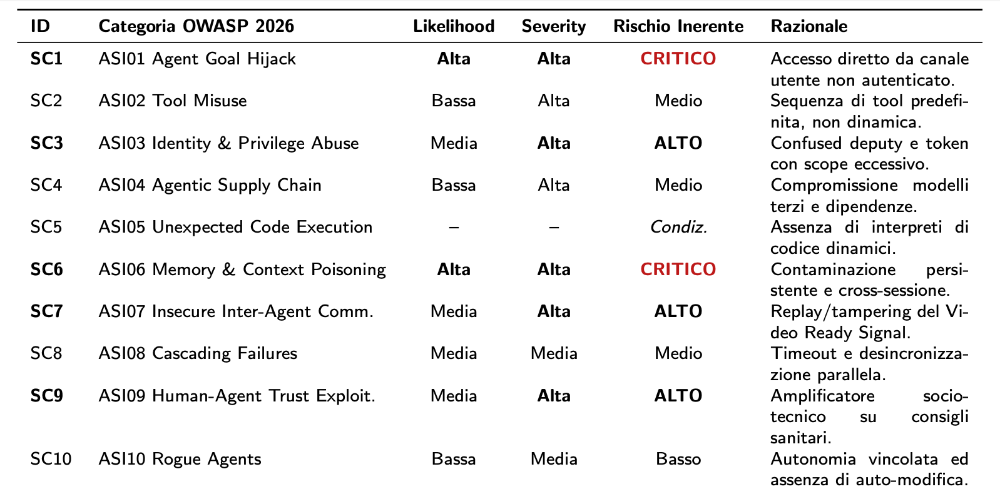 ID Categoria OWASP 2026 Likelihood Severity Rischio Inerente Razionale
SC1 ASI01 Agent Goal Hijack Alta Alta CRITICO Accesso diretto da canale
utente non autenticato.
SC2 ASI02 Tool Misuse Bassa Alta Medio Sequenza di tool predefi-
nita, non dinamica.
SC3 ASI03 Identity & Privilege Abuse Media Alta ALTO Confused deputy e token
con scope eccessivo.
SC4 ASI04 Agentic Supply Chain Bassa Alta Medio Compromissione modelli
terzi e dipendenze.
SC5 ASI05 Unexpected Code Execution – – Condiz. Assenza di interpreti di
codice dinamici.
SC6 ASI06 Memory & Context Poisoning Alta Alta CRITICO Contaminazione persi-
stente e cross-sessione.
SC7 ASI07 Insecure Inter-Agent Comm. Media Alta ALTO Replay/tampering del Vi-
deo Ready Signal.
SC8 ASI08 Cascading Failures Media Media Medio Timeout e desincronizza-
zione parallela.
SC9 ASI09 Human-Agent Trust Exploit. Media Alta ALTO Amplificatore socio-
tecnico su consigli
sanitari.
SC10 ASI10 Rogue Agents Bassa Media Basso Autonomia vincolata ed
assenza di auto-modifica.